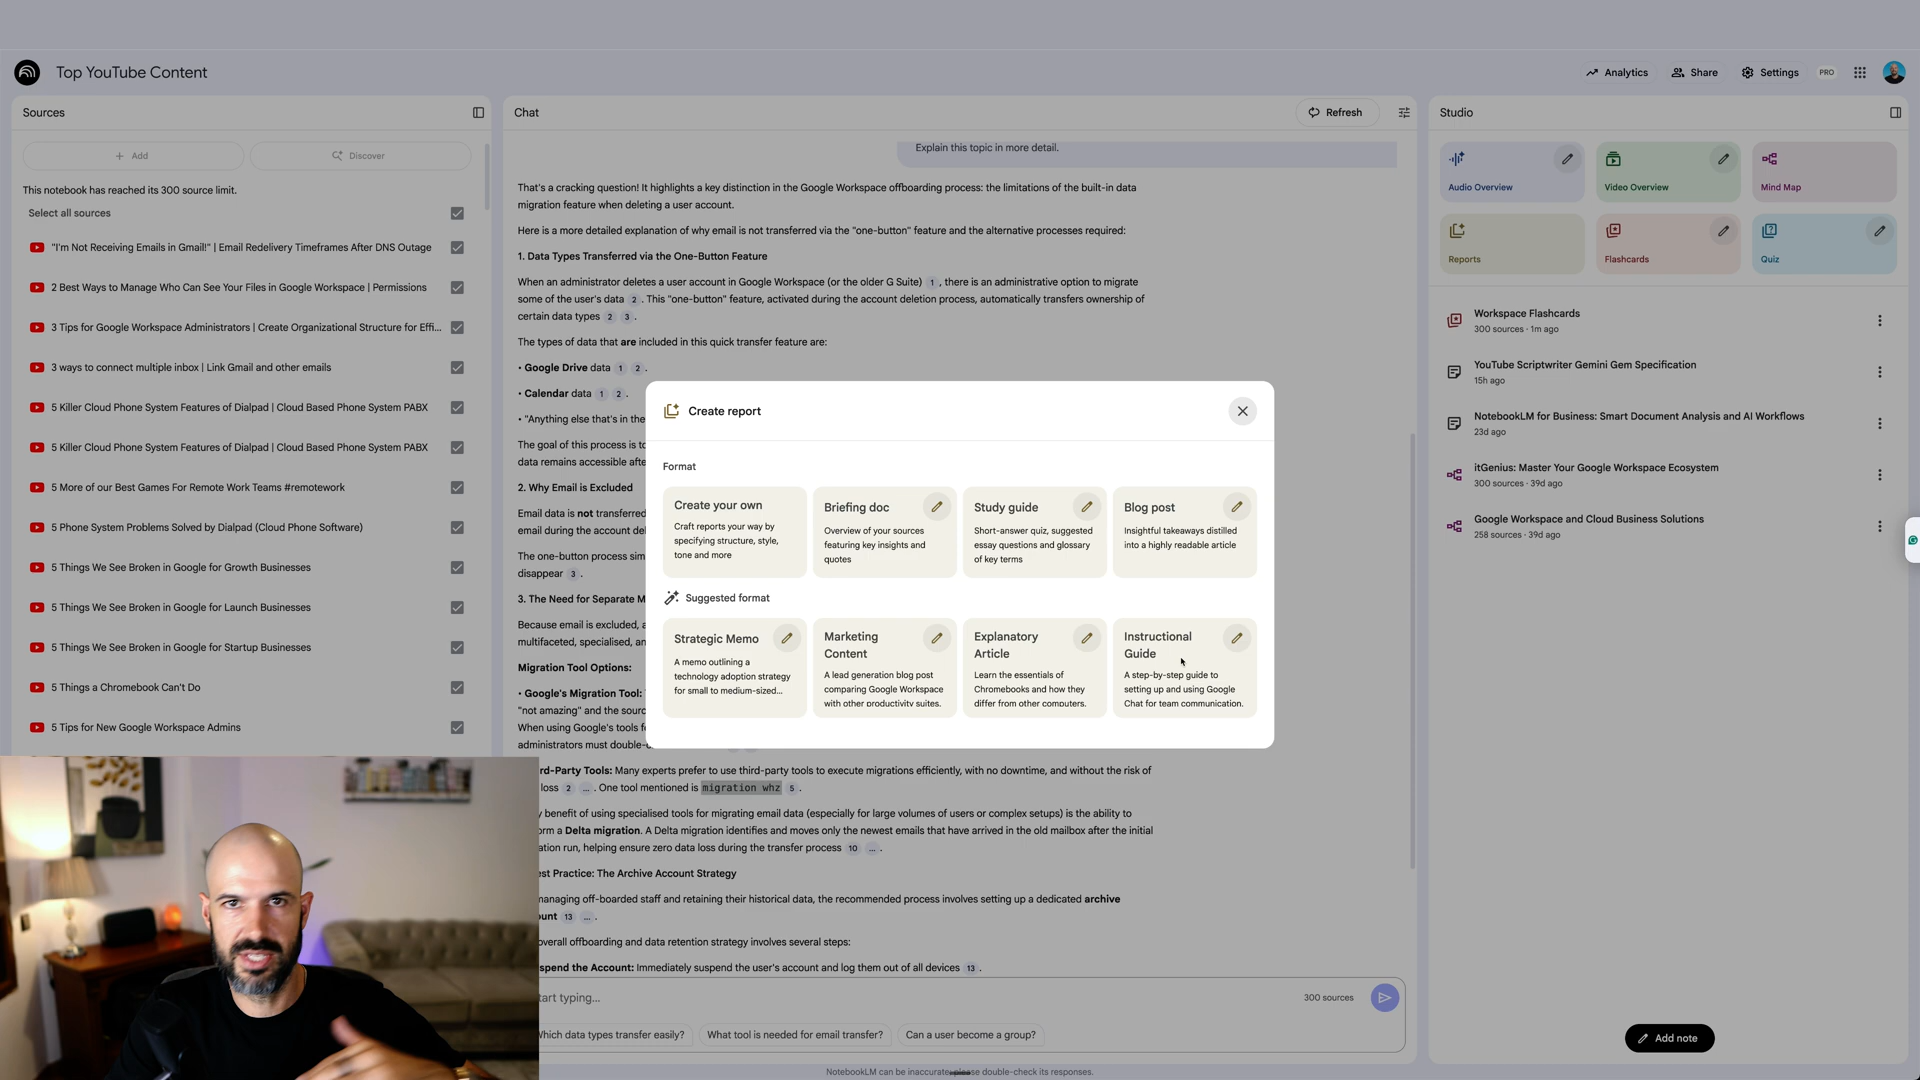 Top YouTube Content
Analytics
Share
Settings
PRO
Sources
Add
Discover
This notebook has reached its 300 source limit.
Select all sources
"I'm Not Receiving Emails in Gmail!" | Email Redelivery Timeframes After DNS Outage
2 Best Ways to Manage Who Can See Your Files in Google Workspace | Permissions
3 Tips for Google Workspace Administrators | Create Organizational Structure for Effi...
3 ways to connect multiple inbox | Link Gmail and other emails
5 Killer Cloud Phone System Features of Dialpad | Cloud Based Phone System PABX
5 Killer Cloud Phone System Features of Dialpad | Cloud Based Phone System PABX
5 More of our Best Games For Remote Work Teams #remotework
5 Phone System Problems Solved by Dialpad (Cloud Phone Software)
5 Things We See Broken in Google for Growth Businesses
5 Things We See Broken in Google for Launch Businesses
5 Things We See Broken in Google for Startup Businesses
5 Things a Chromebook Can't Do
5 Tips for New Google Workspace Admins
Chat
Refresh
Explain this topic in more detail.
That's a cracking question! It highlights a key distinction in the Google Workspace offboarding process: the limitations of the built-in data
migration feature when deleting a user account.
Here is a more detailed explanation of why email is not transferred via the "one-button" feature and the alternative processes required:
1. Data Types Transferred via the One-Button Feature
When an administrator deletes a user account in Google Workspace (or the older G Suite) 1 , there is an administrative option to migrate
some of the user's data 2 . This "one-button" feature, activated during the account deletion process, automatically transfers ownership of
certain data types 2 3 .
The types of data that are included in this quick transfer feature are:
• Google Drive data 1 2 .
• Calendar data 1 2 .
• "Anything else that's in the
The goal of this process is to
data remains accessible afte
2. Why Email is Excluded
Email data is not transferred
email during the account del
The one-button process sim
disappear 3 .
3. The Need for Separate M
Because email is excluded, a
multifaceted, specialised, an
Migration Tool Options:
• Google's Migration Tool:
"not amazing" and the sourc
When using Google's tools fo
administrators must double-c
rd-Party Tools: Many experts prefer to use third-party tools to execute migrations efficiently, with no downtime, and without the risk of
loss 2 ... . One tool mentioned is migration whz 5 .
y benefit of using specialised tools for migrating email data (especially for large volumes of users or complex setups) is the ability to
orm a Delta migration. A Delta migration identifies and moves only the newest emails that have arrived in the old mailbox after the initial
ation run, helping ensure zero data loss during the transfer process 10 ... .
est Practice: The Archive Account Strategy
managing off-boarded staff and retaining their historical data, the recommended process involves setting up a dedicated archive
ount 13 ... .
overall offboarding and data retention strategy involves several steps:
spend the Account: Immediately suspend the user's account and log them out of all devices 13 .
tart typing...
300 sources
Which data types transfer easily?
What tool is needed for email transfer?
Can a user become a group?
NotebookLM can be inaccurate; please double-check its responses.
Create report
Format
Create your own
Craft reports your way by
specifying structure, style,
tone and more
Briefing doc
Overview of your sources
featuring key insights and
quotes
Study guide
Short-answer quiz, suggested
essay questions and glossary
of key terms
Blog post
Insightful takeaways distilled
into a highly readable article
Suggested format
Strategic Memo
A memo outlining a
technology adoption strategy
for small to medium-sized...
Marketing
Content
A lead generation blog post
comparing Google Workspace
with other productivity suites.
Explanatory
Article
Learn the essentials of
Chromebooks and how they
differ from other computers.
Instructional
Guide
A step-by-step guide to
setting up and using Google
Chat for team communication.
Studio
Audio Overview
Video Overview
Mind Map
Reports
Flashcards
Quiz
Workspace Flashcards
300 sources · 1m ago
YouTube Scriptwriter Gemini Gem Specification
15h ago
NotebookLM for Business: Smart Document Analysis and AI Workflows
23d ago
itGenius: Master Your Google Workspace Ecosystem
300 sources · 39d ago
Google Workspace and Cloud Business Solutions
258 sources · 39d ago
Add note